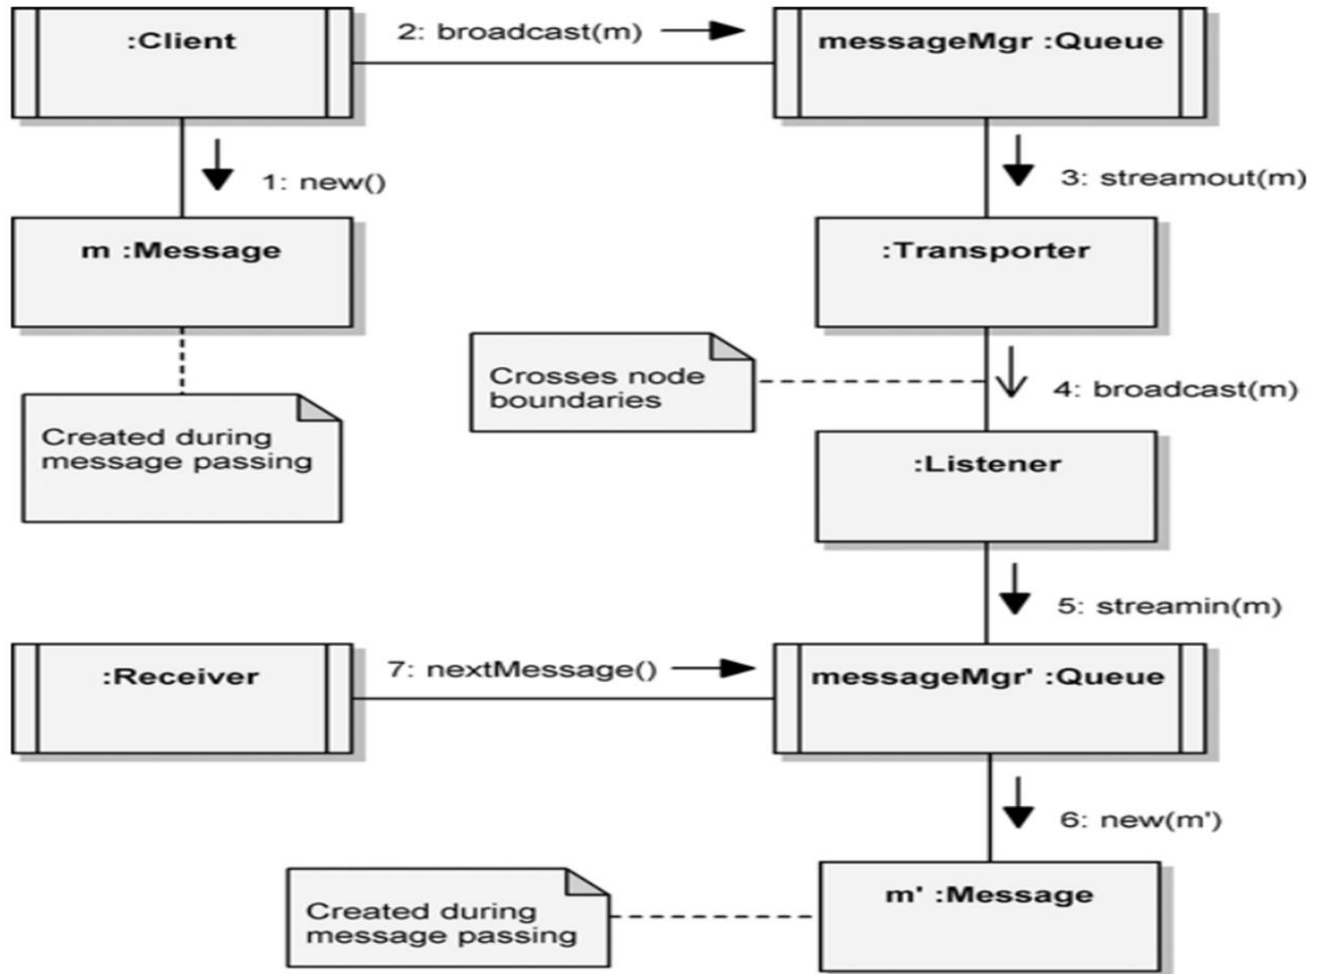 :Client
2: broadcast(m)
messageMgr :Queue
1: new()
3: streamout(m)
m :Message
:Transporter
Crosses node
boundaries
4: broadcast(m)
Created during
message passing
:Listener
5: streamin(m)
:Receiver
7: nextMessage()
messageMgr' :Queue
6: new(m')
m' :Message
Created during
message passing